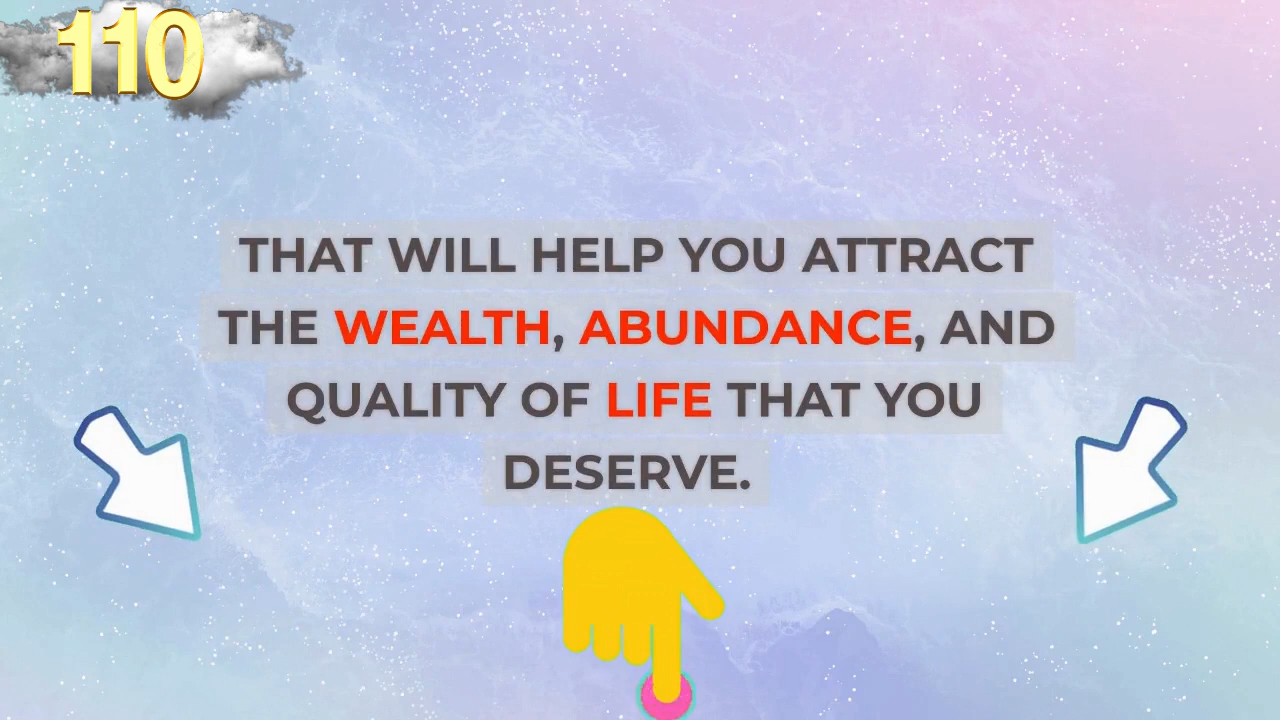 110
THAT WILL HELP YOU ATTRACT
THE WEALTH, ABUNDANCE, AND
QUALITY OF LIFE THAT YOU
DESERVE.